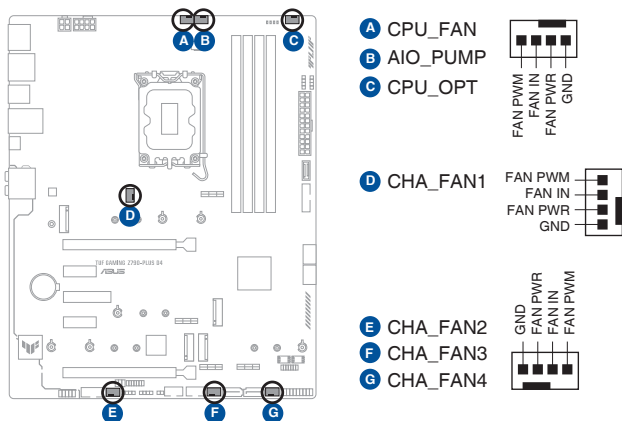 A CPU_FAN
B AIO_PUMP
C CPU_OPT
FAN PWM
FAN IN
FAN PWR
GND
D CHA_FAN1
FAN PWM
FAN IN
FAN PWR
GND
E CHA_FAN2
F CHA_FAN3
G CHA_FAN4
GND
FAN PWR
FAN IN
FAN PWM
A
B
C
D
TUF GAMING Z790-PLUS D4
ASUS
E
F
G